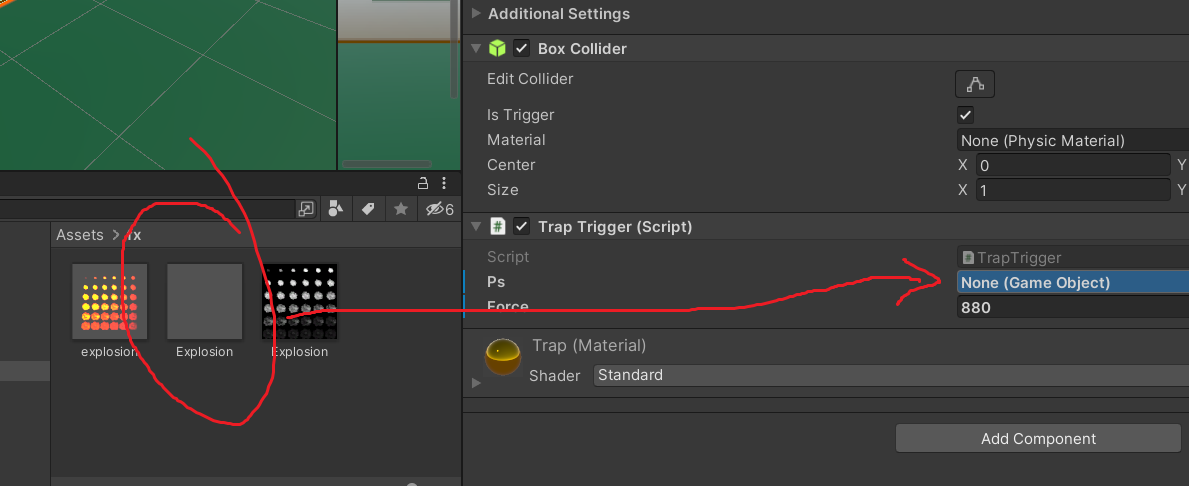 Additional Settings
Box Collider
Edit Collider
Is Trigger
Material None (Physic Material)
Center X 0 Y
Size X 1 Y
6
Assets > fx
explosion Explosion Explosion
Trap Trigger (Script)
Script # TrapTrigger
Ps None (Game Object)
Force 880
Trap (Material)
Shader Standard
Add Component